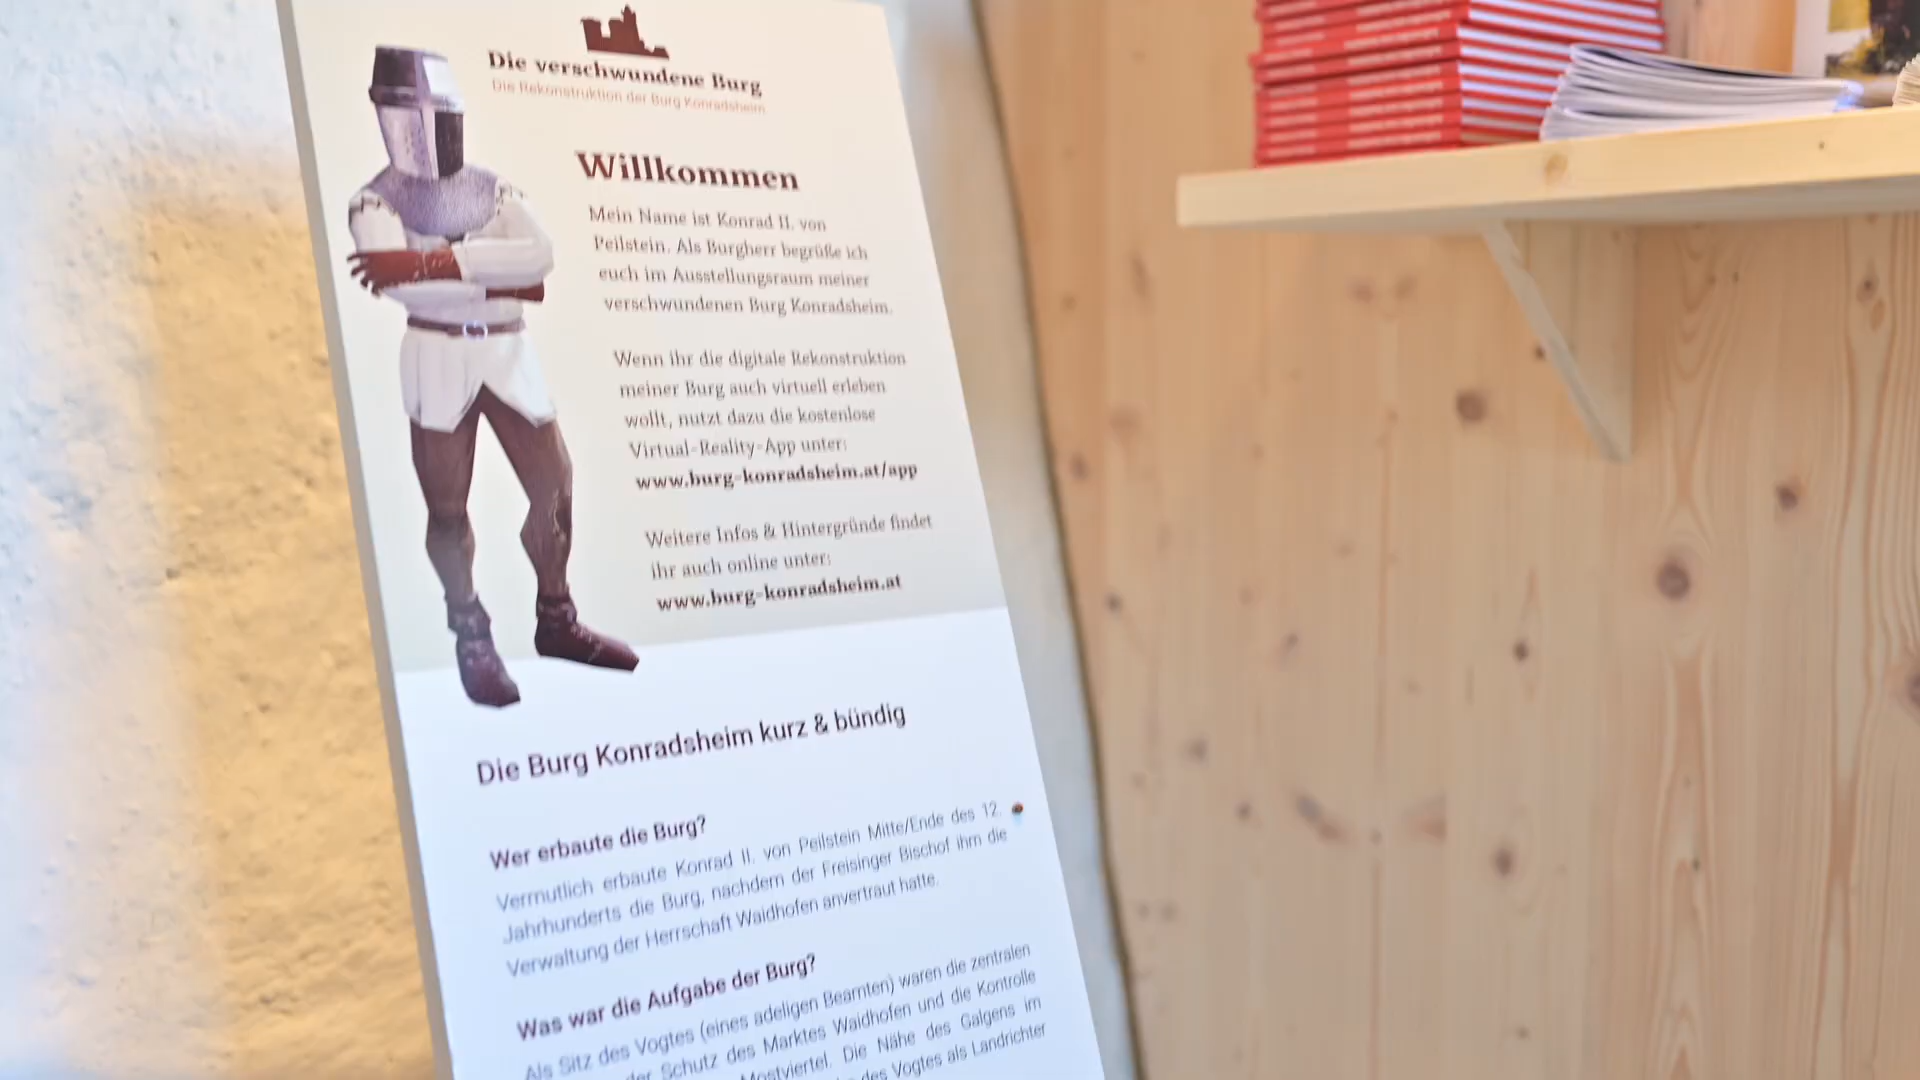 Die verschwundene Burg
Die Rekonstruktion der Burg Konradsheim
Willkommen
Mein Name ist Konrad II. von
Peilstein. Als Burgherr begrüße ich
euch im Ausstellungsraum meiner
verschwundenen Burg Konradsheim.
Wenn ihr die digitale Rekonstruktion
meiner Burg auch virtuell erleben
wollt, nutzt dazu die kostenlose
Virtual-Reality-App unter:
www.burg-konradsheim.at/app
Weitere Infos & Hintergründe findet
ihr auch online unter:
www.burg-konradsheim.at
Die Burg Konradsheim kurz & bündig
Wer erbaute die Burg?
Vermutlich erbaute Konrad II. von Peilstein Mitte/Ende des 12.
Jahrhunderts die Burg, nachdem der Freisinger Bischof ihm die
Verwaltung der Herrschaft Waidhofen anvertraut hatte.
Was war die Aufgabe der Burg?
Als Sitz des Vogtes (eines adeligen Beamten) waren die zentralen
der Schutz des Marktes Waidhofen und die Kontrolle
Mostviertel. Die Nähe des Galgens im
des Vogtes als Landrichter